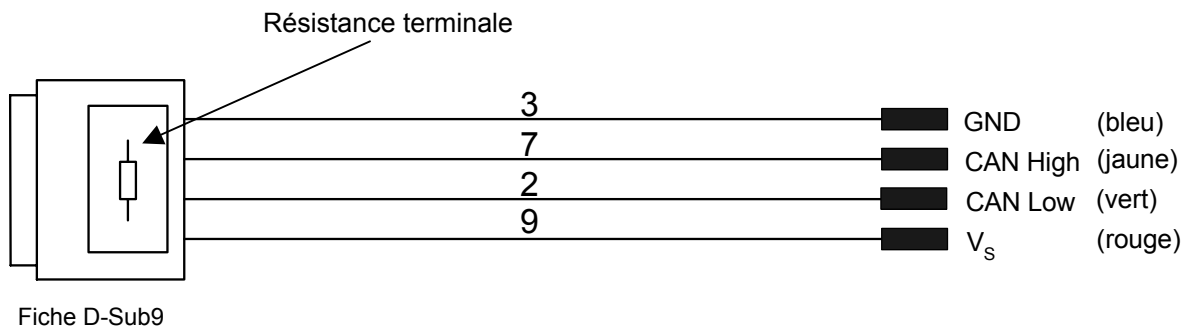 Résistance terminale
3
GND (bleu)
7
CAN High (jaune)
2
CAN Low (vert)
9
VS (rouge)
Fiche D-Sub9